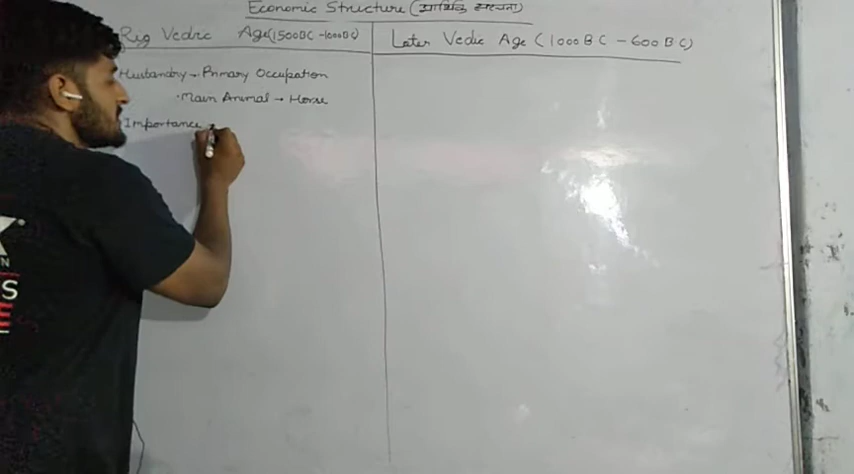 Economic Structure (आर्थिक संरचना)
Rig Vedic Age (1500BC - 1000BC)
Later Vedic Age (1000 BC - 600 BC)
Husbandry → Primary Occupation
• Main Animal → Horse
Importance